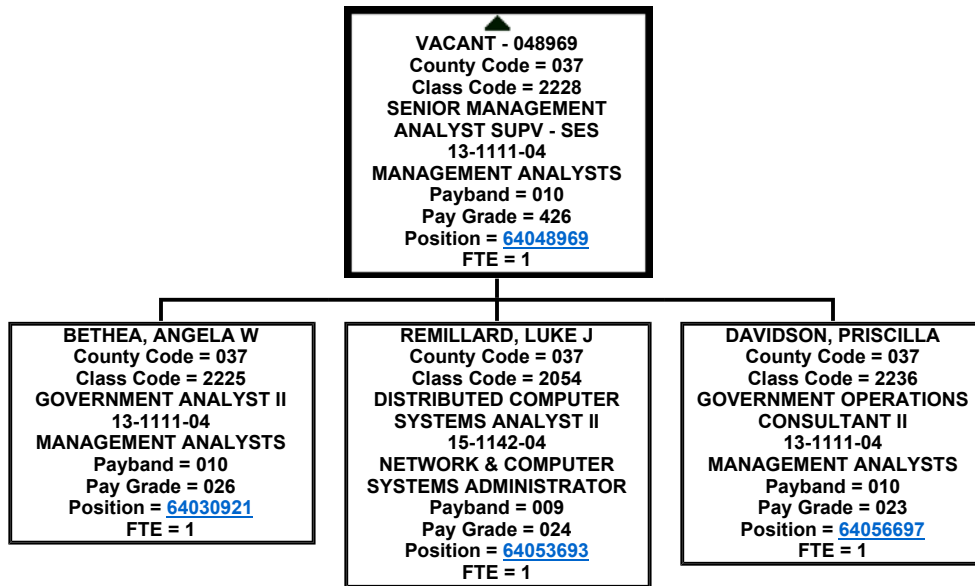 VACANT - 048969
County Code = 037
Class Code = 2228
SENIOR MANAGEMENT
ANALYST SUPV - SES
13-1111-04
MANAGEMENT ANALYSTS
Payband = 010
Pay Grade = 426
Position = 64048969
FTE = 1
BETHEA, ANGELA W
County Code = 037
Class Code = 2225
GOVERNMENT ANALYST II
13-1111-04
MANAGEMENT ANALYSTS
Payband = 010
Pay Grade = 026
Position = 64030921
FTE = 1
REMILLARD, LUKE J
County Code = 037
Class Code = 2054
DISTRIBUTED COMPUTER
SYSTEMS ANALYST II
15-1142-04
NETWORK & COMPUTER
SYSTEMS ADMINISTRATOR
Payband = 009
Pay Grade = 024
Position = 64053693
FTE = 1
DAVIDSON, PRISCILLA
County Code = 037
Class Code = 2236
GOVERNMENT OPERATIONS
CONSULTANT II
13-1111-04
MANAGEMENT ANALYSTS
Payband = 010
Pay Grade = 023
Position = 64056697
FTE = 1